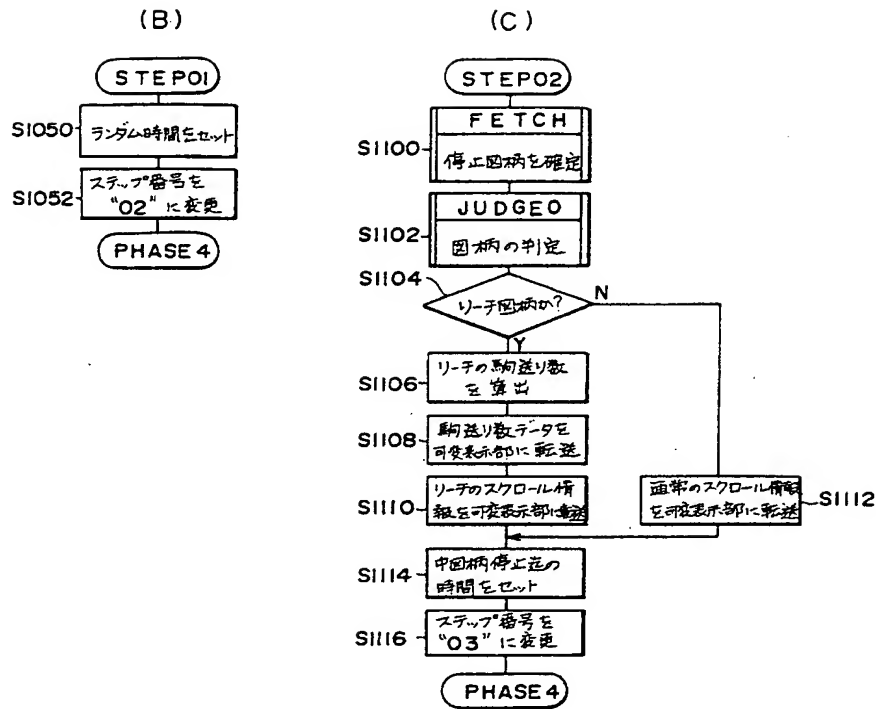 (B)
STEP01
S1050
ランダム時間をセット
S1052
ステップ番号を
"02"に変更
PHASE4
(C)
STEP02
S1100
FETCH
停止図柄を確定
S1102
JUDGE0
図柄の判定
S1104
リーチ図柄か?
N
Y
S1106
リーチの駒送り数
を算出
S1108
駒送り数データを
可変表示部に転送
S1110
リーチのスクロール情
報を可変表示部に転送
S1112
通常のスクロール情報
を可変表示部に転送
S1114
中図柄停止迄の
時間をセット
S1116
ステップ番号を
"03"に変更
PHASE4